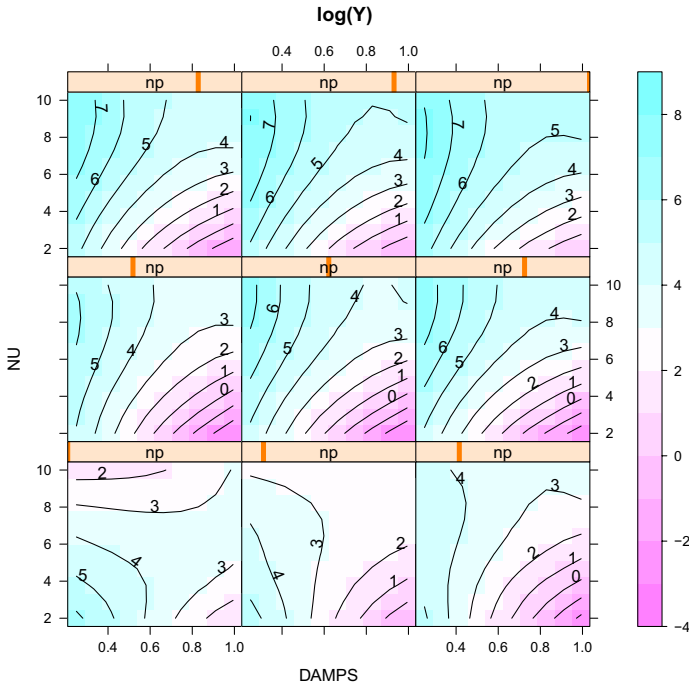 log(Y)
0.4 0.6 0.8 1.0
np np np
10 8 6 4 2
7 6 5 4 3 2 1
7 6 5 4 3 2 1
7 6 5 4 3 2
np np np
5 4 3 2 1 0
6 5 4 3 2 1 0
6 5 4 3 2 1 0
10 8 6 4 2
np np np
10 8 6 4 2
2 3 4 5 3
3 4 2 1
4 3 2 1 0
0.4 0.6 0.8 1.0
0.4 0.6 0.8 1.0
NU
DAMPS
8
6
4
2
0
−2
−4